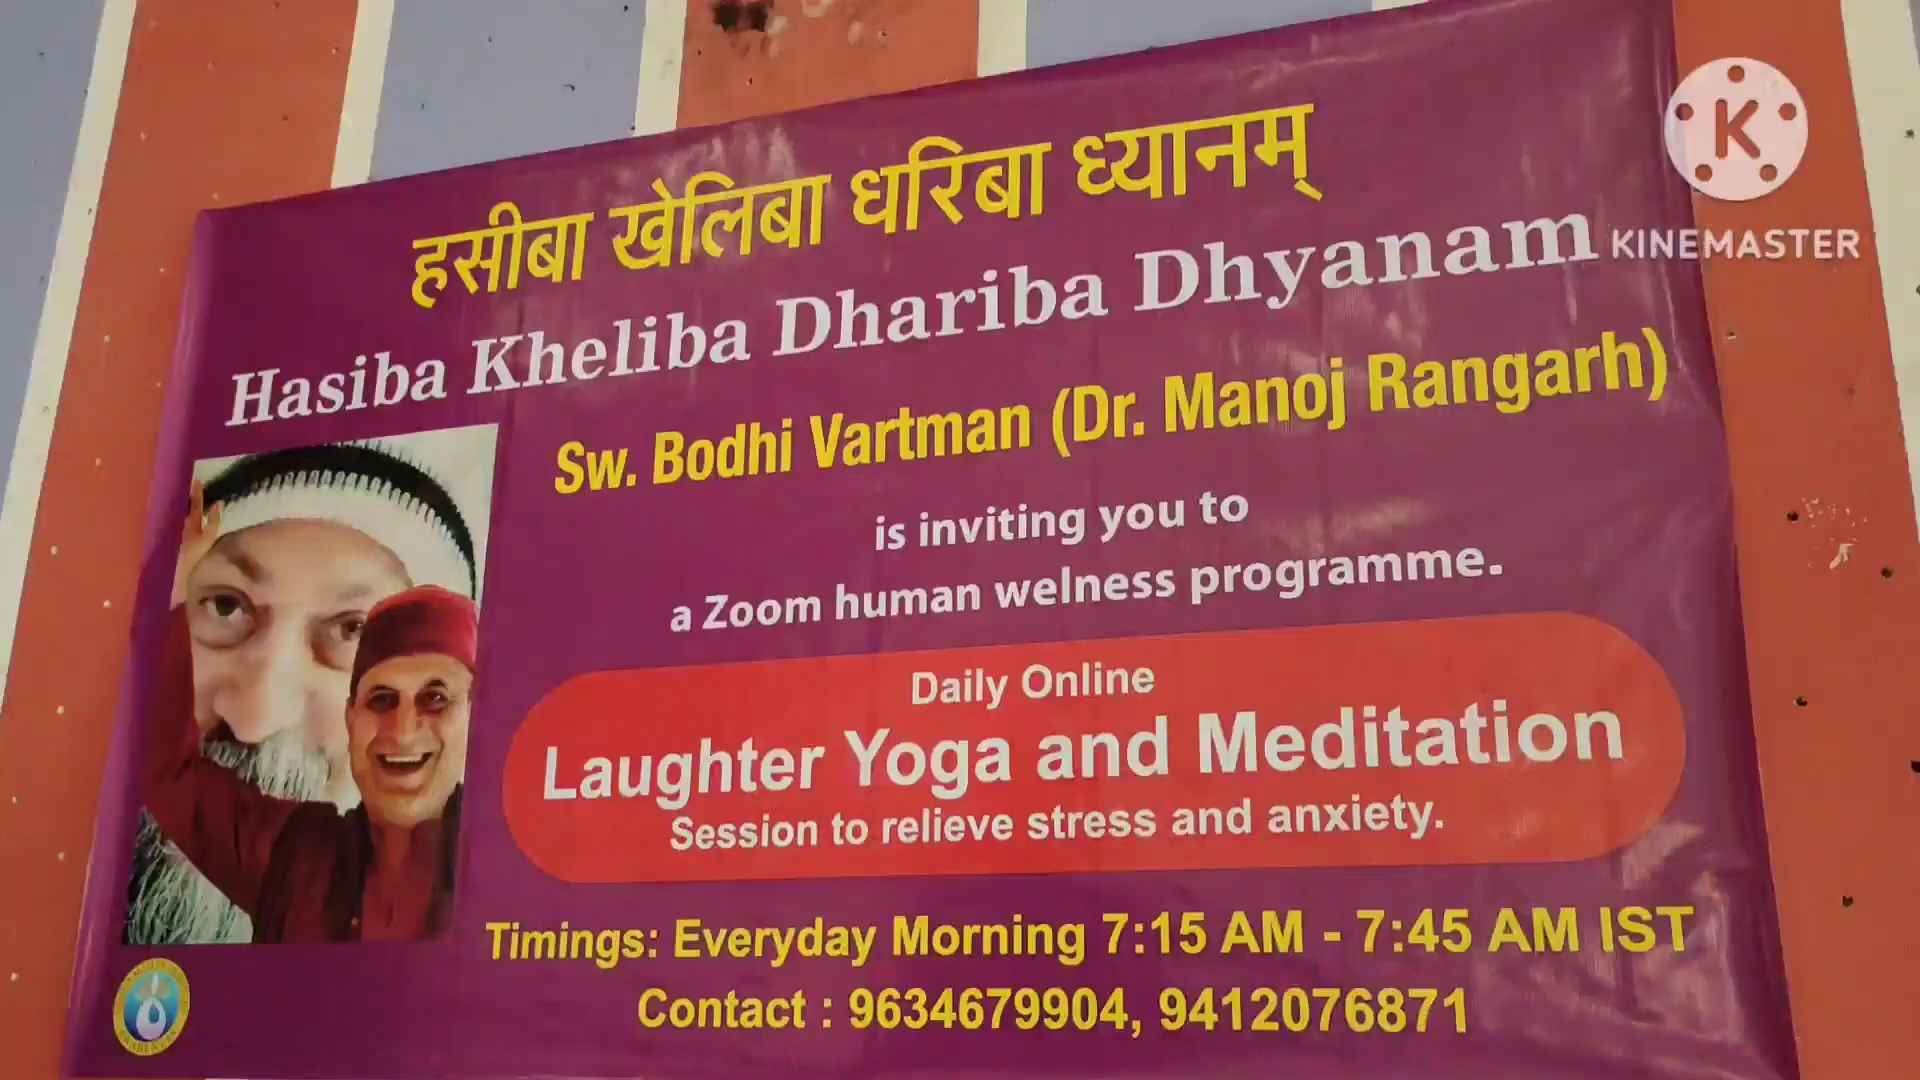 हसीबा खेलिबा धरिबा ध्यानम्
Hasiba Kheliba Dhariba Dhyanam
Sw. Bodhi Vartman (Dr. Manoj Rangarh)
is inviting you to
a Zoom human welness programme.
Daily Online
Laughter Yoga and Meditation
Session to relieve stress and anxiety.
Timings: Everyday Morning 7:15 AM - 7:45 AM IST
Contact : 9634679904, 9412076871
K
KINEMASTER